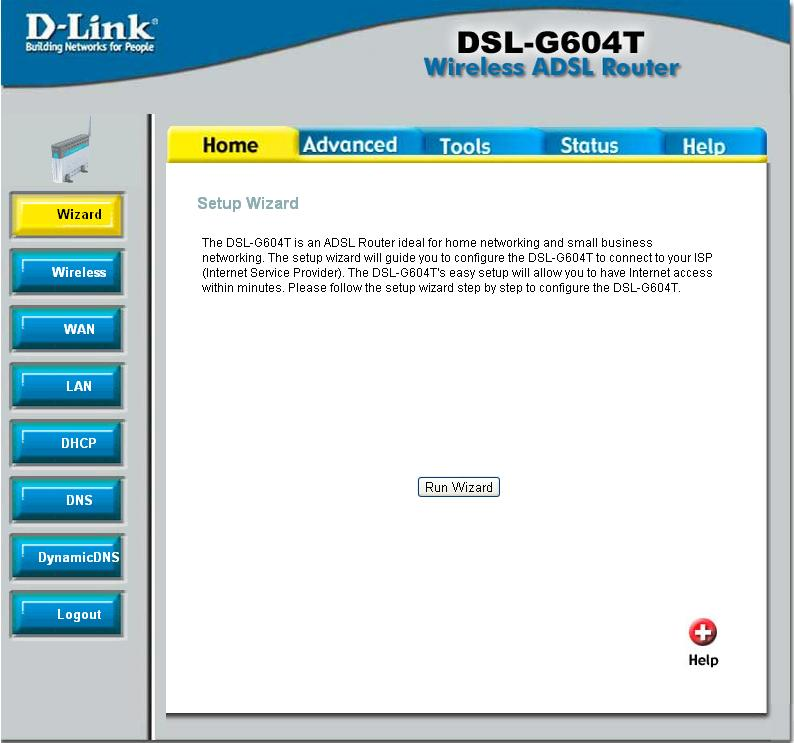 D-Link®
Building Networks for People
DSL-G604T
Wireless ADSL Router
Home
Advanced
Tools
Status
Help
Wizard
Wireless
WAN
LAN
DHCP
DNS
DynamicDNS
Logout
Setup Wizard
The DSL-G604T is an ADSL Router ideal for home networking and small business
networking. The setup wizard will guide you to configure the DSL-G604T to connect to your ISP
(Internet Service Provider). The DSL-G604T's easy setup will allow you to have Internet access
within minutes. Please follow the setup wizard step by step to configure the DSL-G604T.
Run Wizard
Help